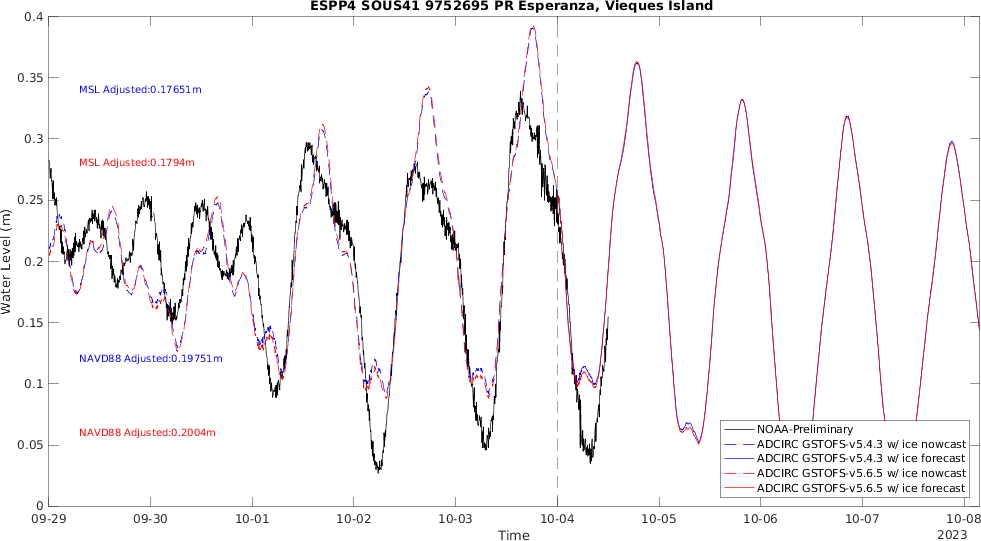 ESPP4 SOUS41 9752695 PR Esperanza, Vieques Island
0.4
0.35
0.3
0.25
0.2
0.15
0.1
0.05
0
Water Level (m)
MSL Adjusted:0.17651m
MSL Adjusted:0.1794m
NAVD88 Adjusted:0.19751m
NAVD88 Adjusted:0.2004m
NOAA-Preliminary
ADCIRC GSTOFS-v5.4.3 w/ ice nowcast
ADCIRC GSTOFS-v5.4.3 w/ ice forecast
ADCIRC GSTOFS-v5.6.5 w/ ice nowcast
ADCIRC GSTOFS-v5.6.5 w/ ice forecast
09-29 09-30 10-01 10-02 10-03 10-04 10-05 10-06 10-07 10-08
Time
2023